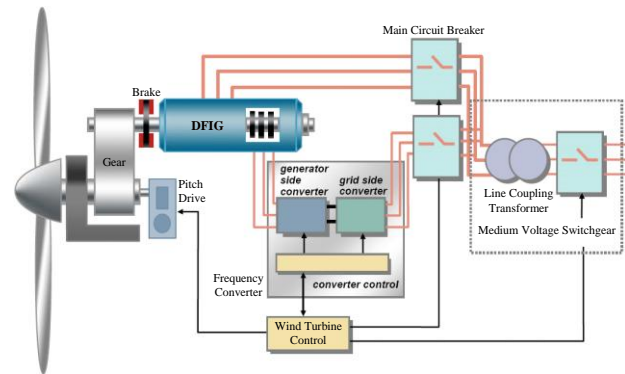 Main Circuit Breaker
Brake
DFIG
Gear
generator
side
converter
grid side
converter
Pitch
Drive
Line Coupling
Transformer
Medium Voltage Switchgear
Frequency
Converter
converter control
Wind Turbine
Control